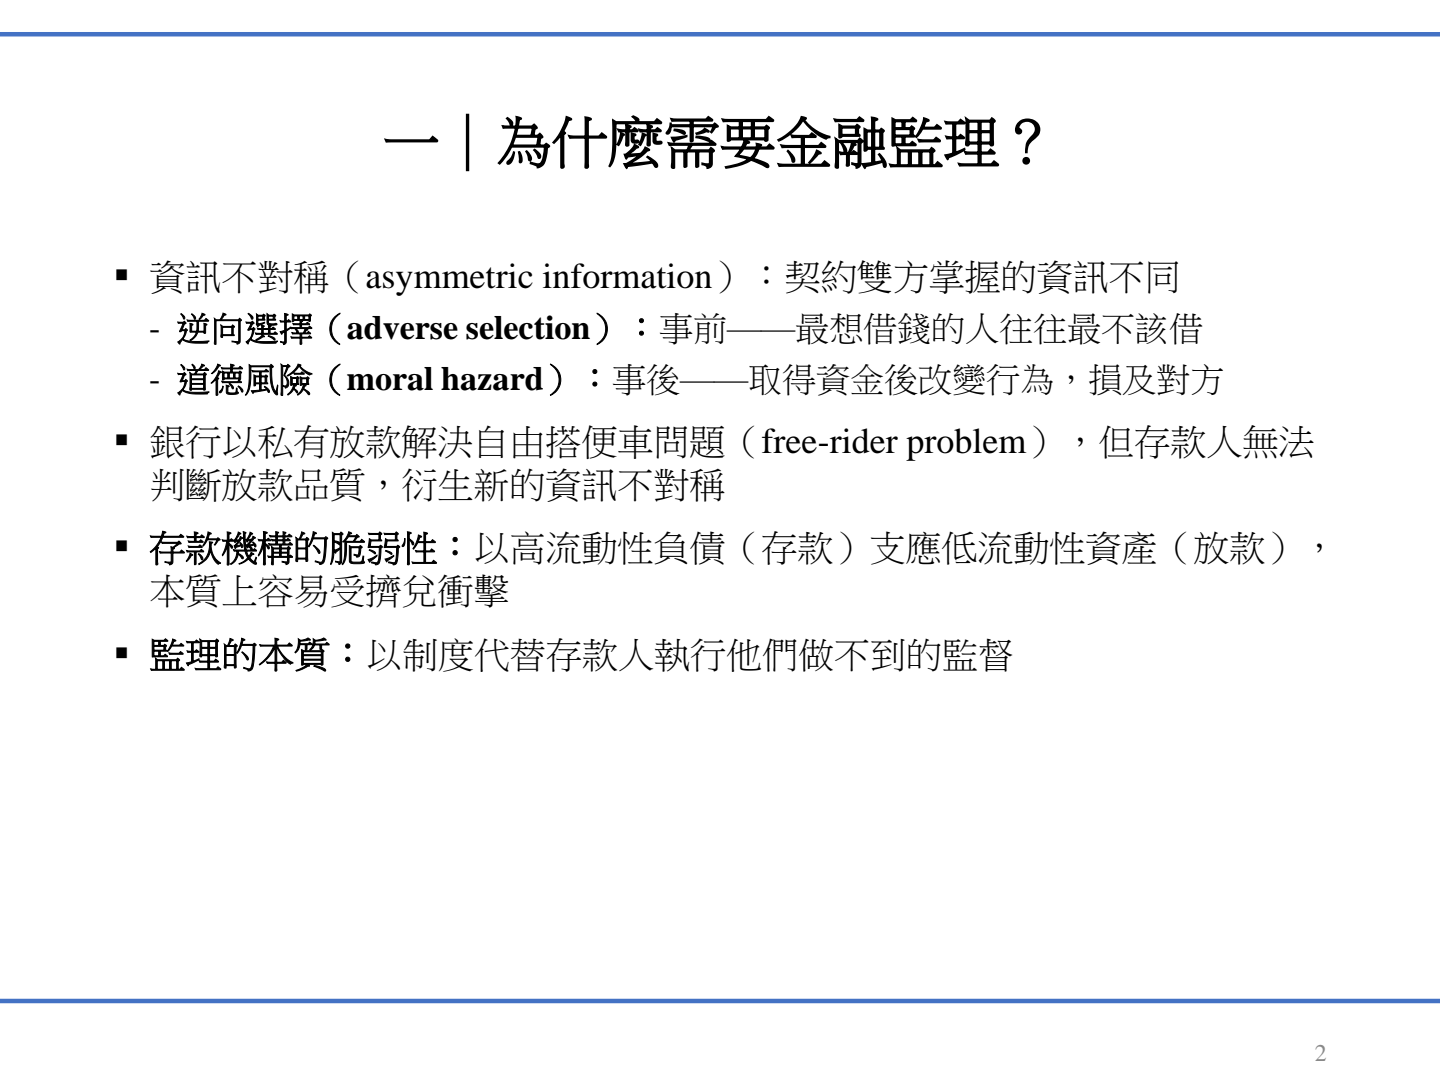 一｜為什麼需要金融監理？
▪ 資訊不對稱（asymmetric information）：契約雙方掌握的資訊不同
- 逆向選擇（adverse selection）：事前——最想借錢的人往往最不該借
- 道德風險（moral hazard）：事後——取得資金後改變行為，損及對方
▪ 銀行以私有放款解決自由搭便車問題（free-rider problem），但存款人無法
判斷放款品質，衍生新的資訊不對稱
▪ 存款機構的脆弱性：以高流動性負債（存款）支應低流動性資產（放款），
本質上容易受擠兌衝擊
▪ 監理的本質：以制度代替存款人執行他們做不到的監督
2